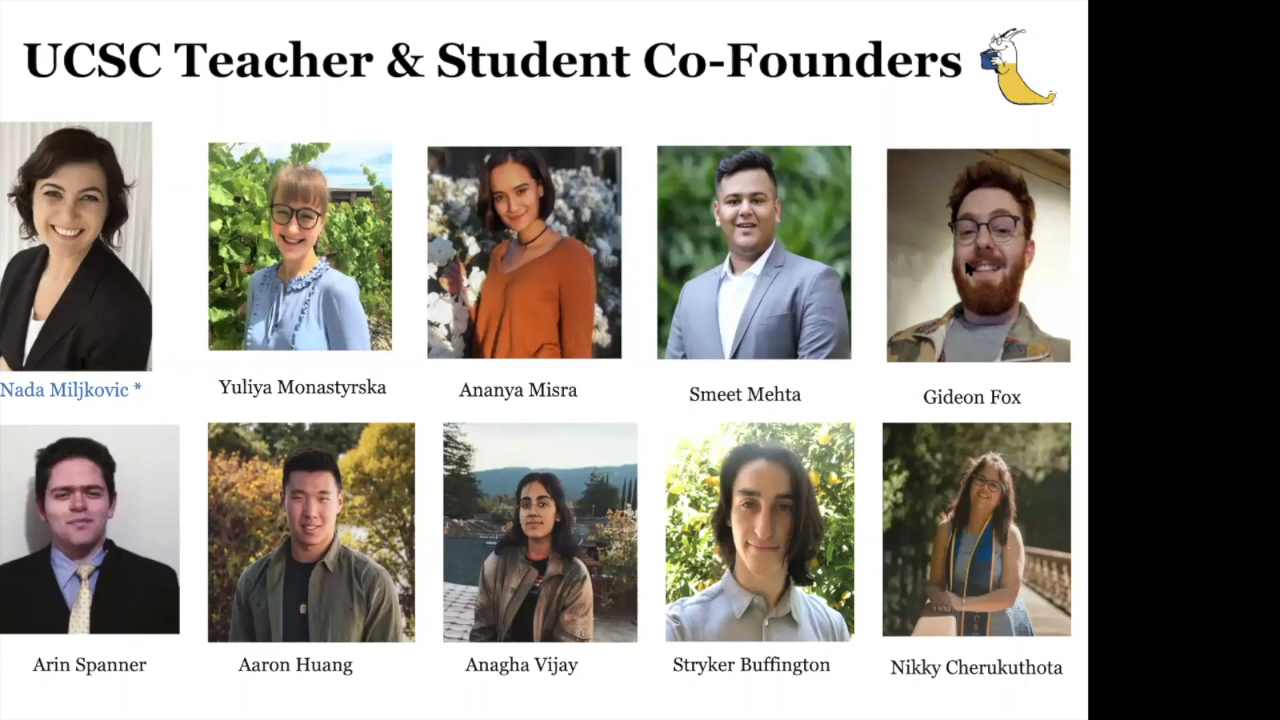 UCSC Teacher & Student Co-Founders
Nada Miljkovic *
Yuliya Monastyrska
Ananya Misra
Smeet Mehta
Gideon Fox
Arin Spanner
Aaron Huang
Anagha Vijay
Stryker Buffington
Nikky Cherukuthota